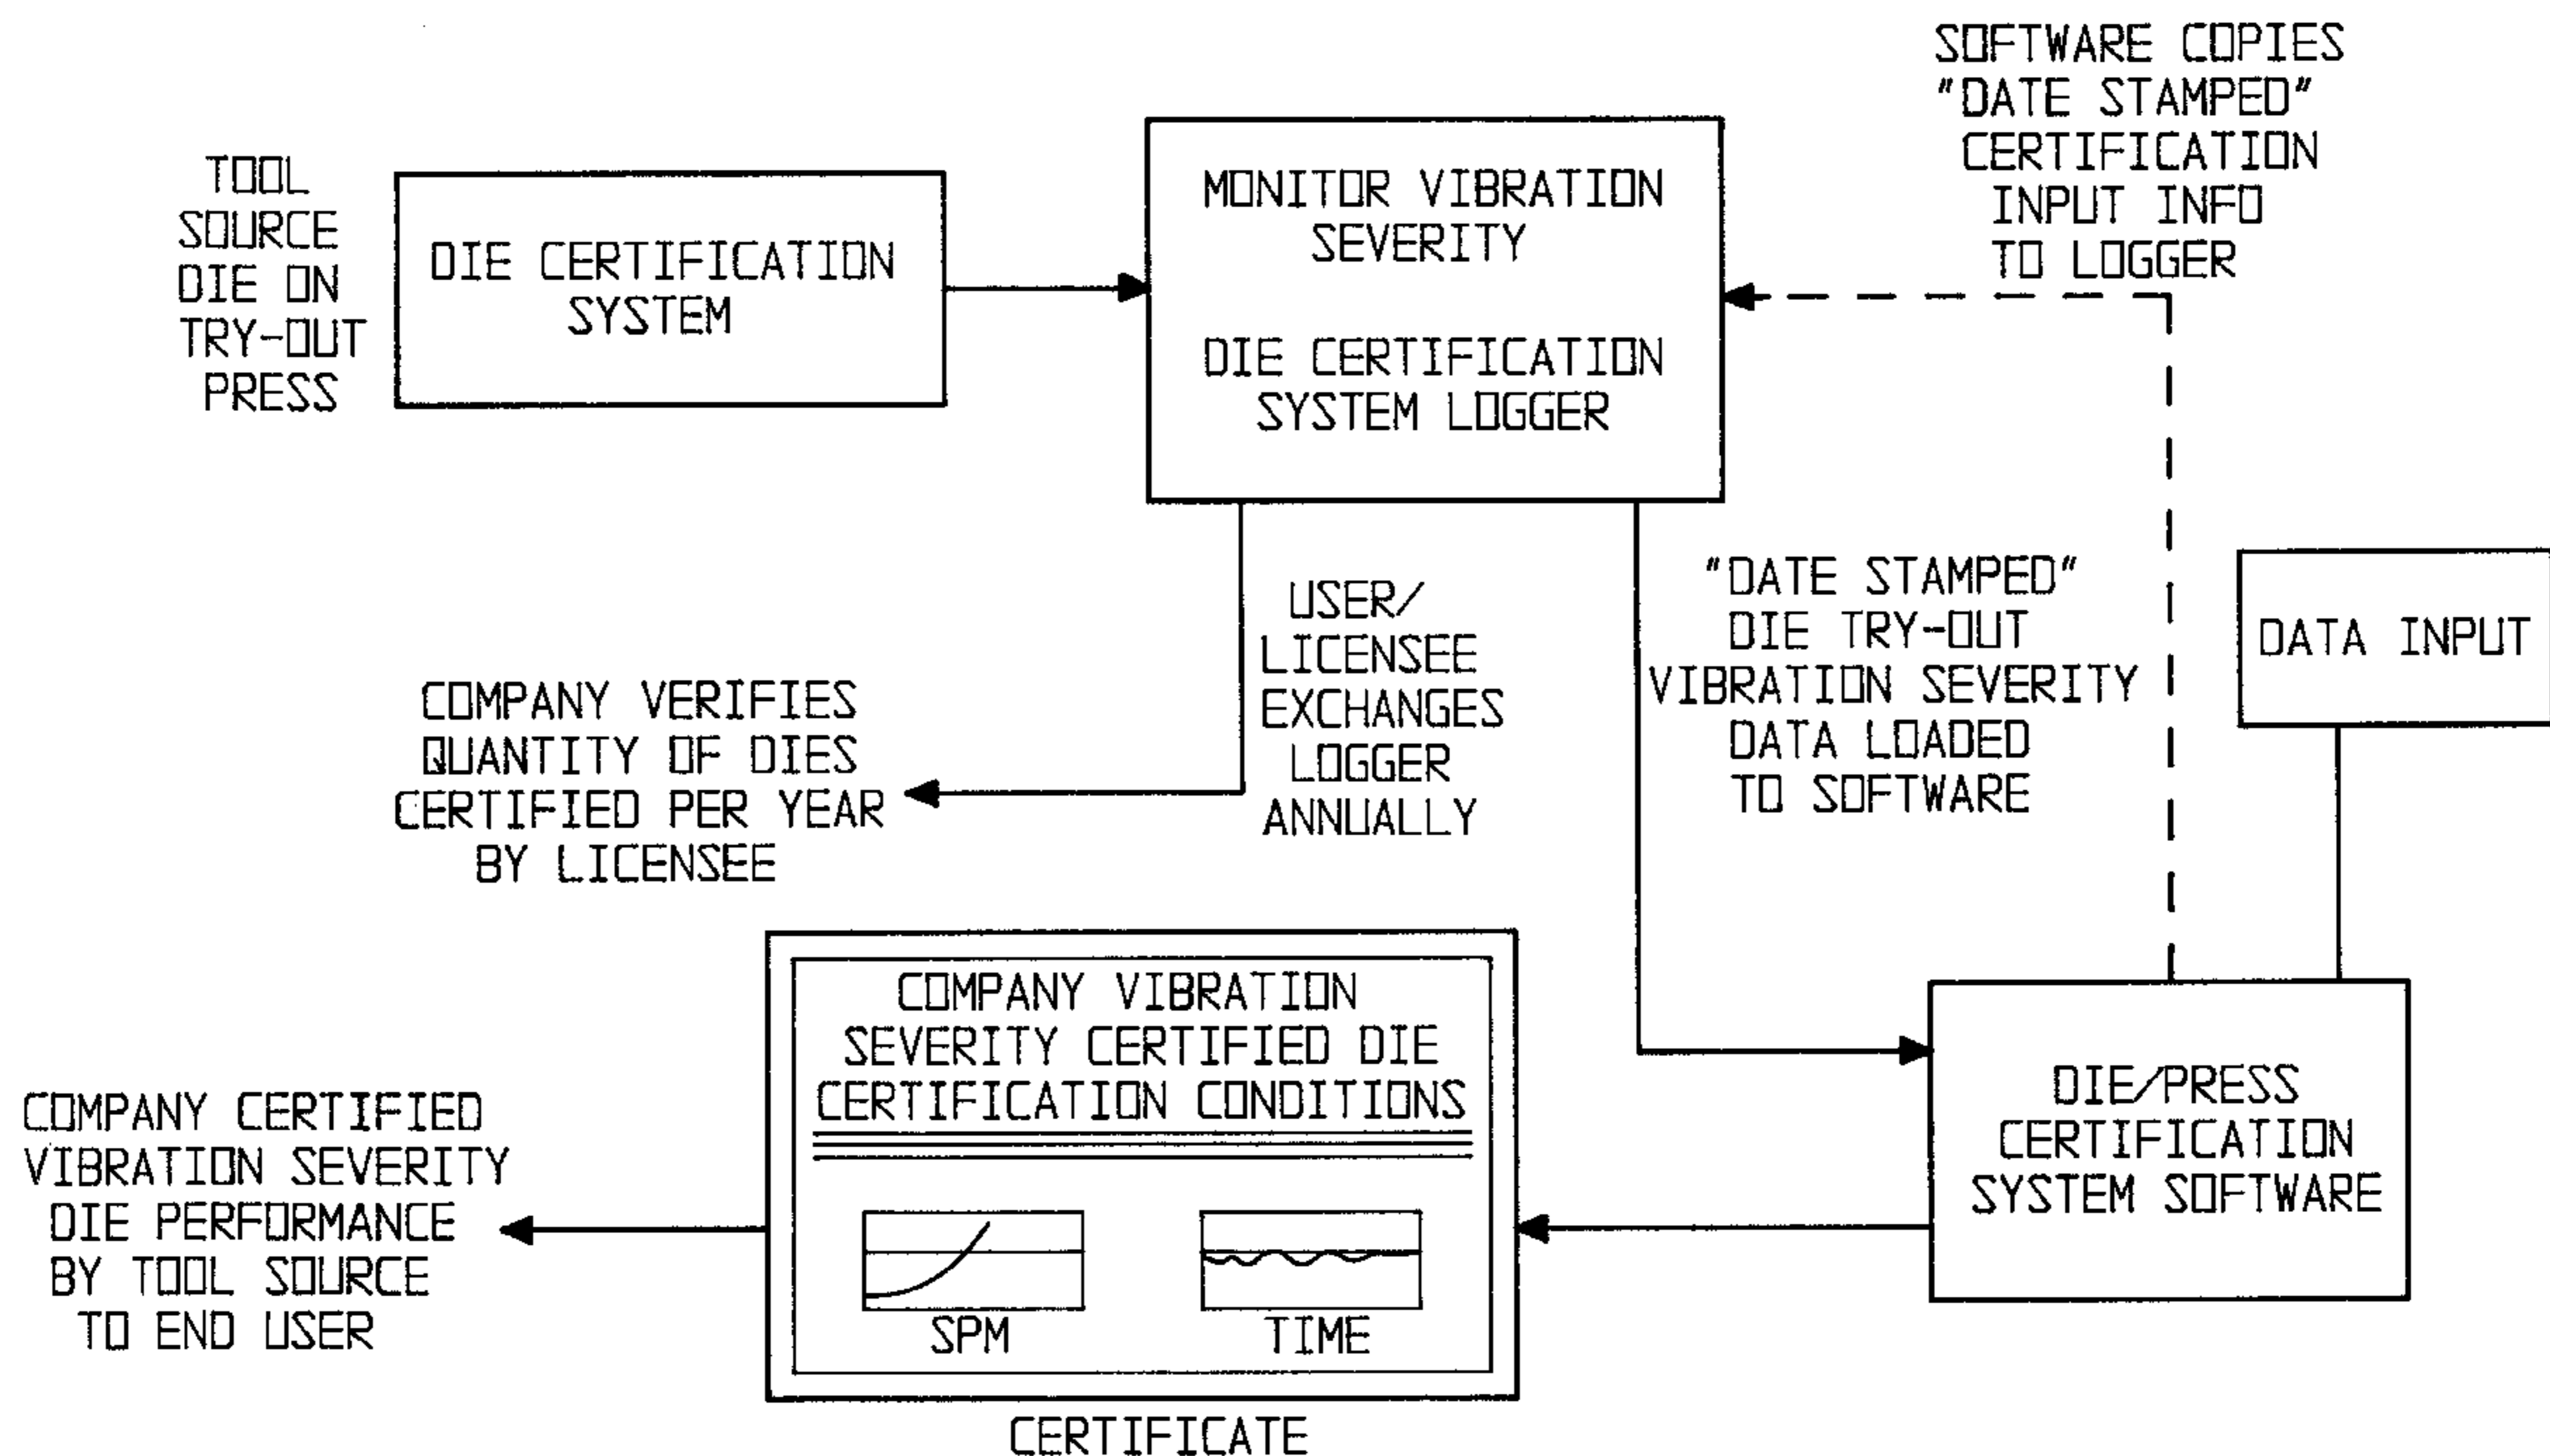 SOFTWARE COPIES
"DATE STAMPED"
CERTIFICATION
INPUT INFO
TO LOGGER
TOOL
SOURCE
DIE ON
TRY-OUT
PRESS
DIE CERTIFICATION
SYSTEM
MONITOR VIBRATION
SEVERITY
DIE CERTIFICATION
SYSTEM LOGGER
USER/
LICENSEE
EXCHANGES
LOGGER
ANNUALLY
"DATE STAMPED"
DIE TRY-OUT
VIBRATION SEVERITY
DATA LOADED
TO SOFTWARE
DATA INPUT
COMPANY VERIFIES
QUANTITY OF DIES
CERTIFIED PER YEAR
BY LICENSEE
COMPANY VIBRATION
SEVERITY CERTIFIED DIE
CERTIFICATION CONDITIONS
SPM
TIME
CERTIFICATE
DIE/PRESS
CERTIFICATION
SYSTEM SOFTWARE
COMPANY CERTIFIED
VIBRATION SEVERITY
DIE PERFORMANCE
BY TOOL SOURCE
TO END USER